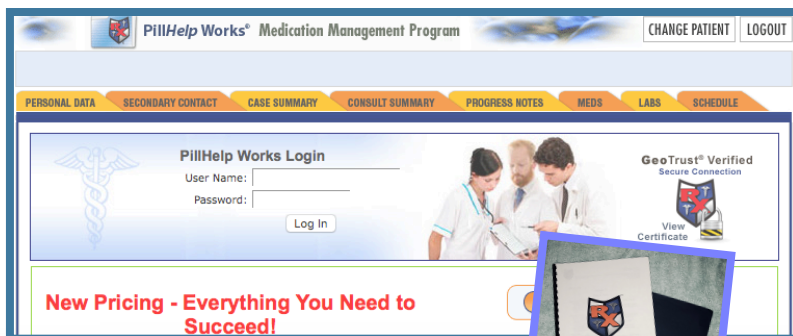 PillHelp Works® Medication Management Program
CHANGE PATIENT
LOGOUT
PERSONAL DATA
SECONDARY CONTACT
CASE SUMMARY
CONSULT SUMMARY
PROGRESS NOTES
MEDS
LABS
SCHEDULE
PillHelp Works Login
User Name:
Password:
Log In
GeoTrust® Verified
Secure Connection
View
Certificate
New Pricing - Everything You Need to
Succeed!
RX